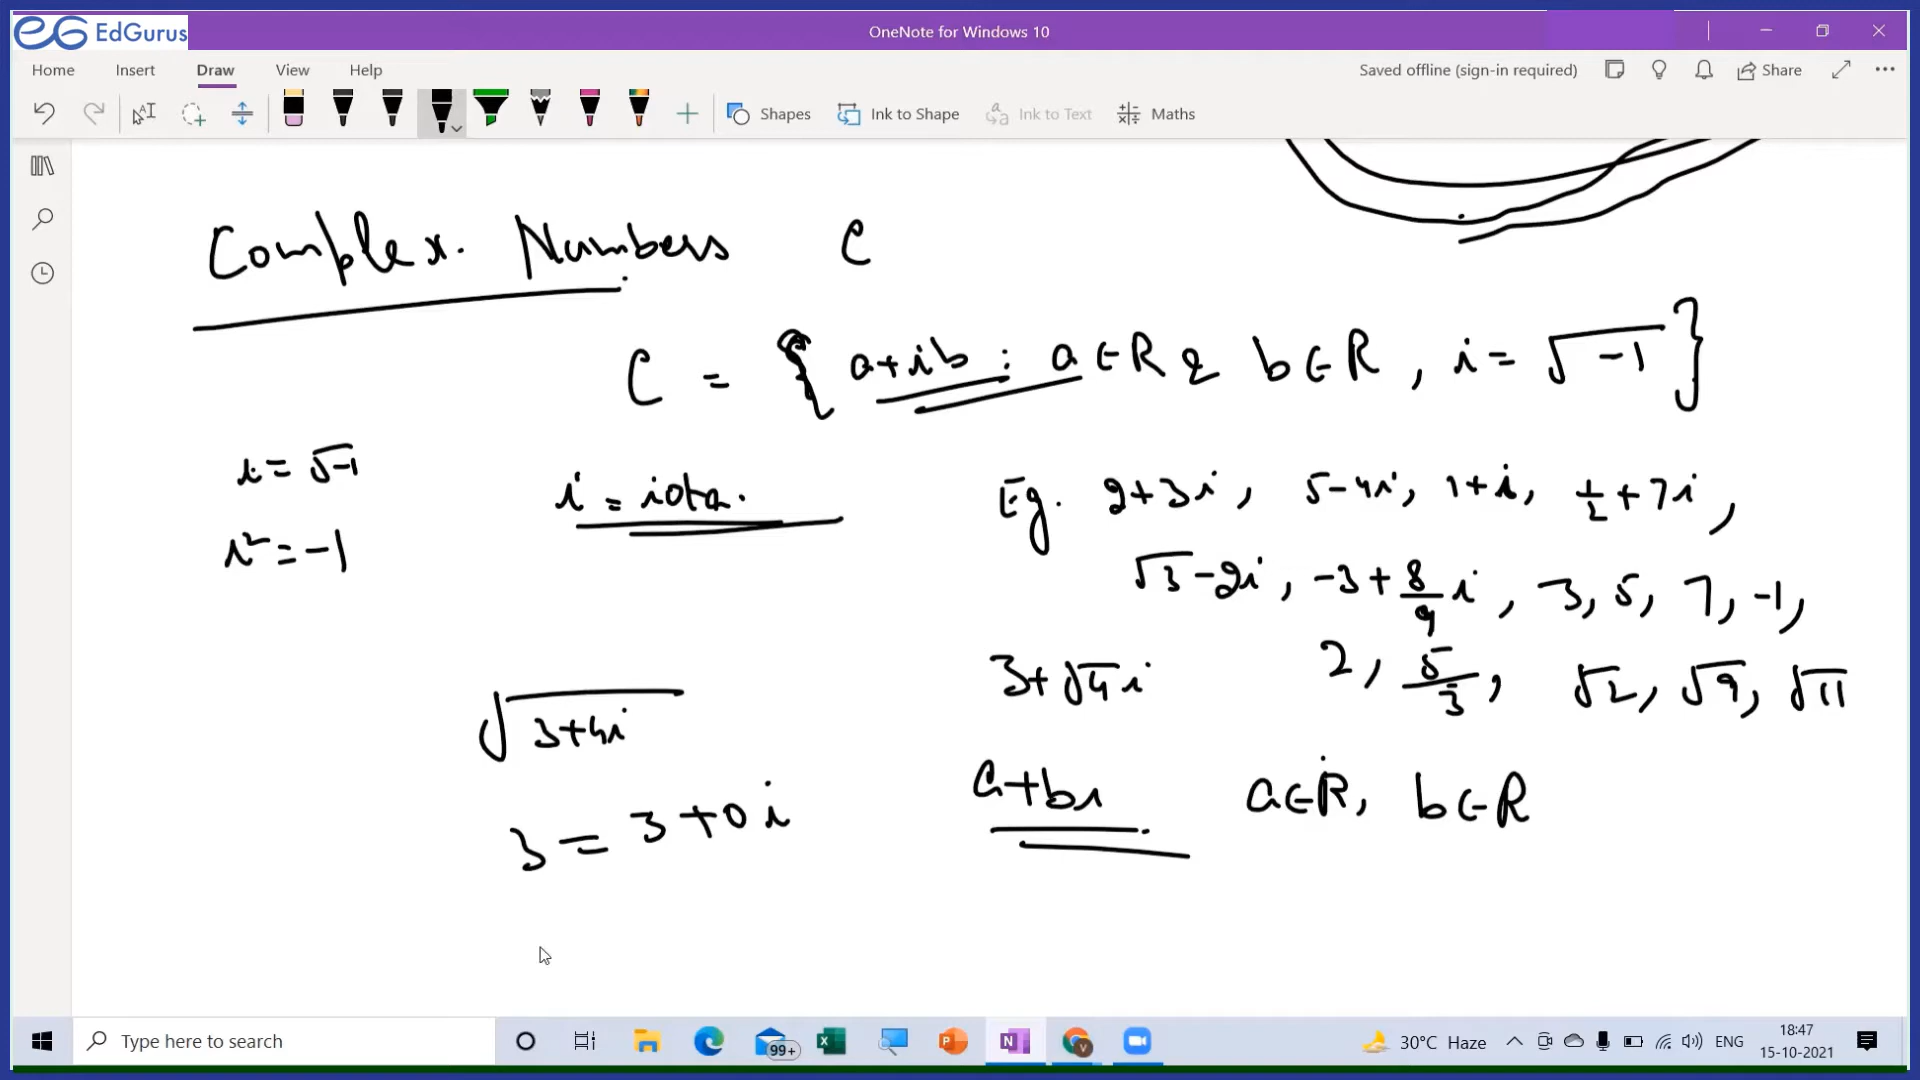 EdGurus
OneNote for Windows 10
Home Insert Draw View Help
Saved offline (sign-in required) Share
Shapes Ink to Shape Ink to Text Maths
Complex. Numbers C
C = { a+ib : a∈R & b∈R , i = √-1 }
i = √-1
i = iota.
Eg. 2+3i, 5-4i, 1+i, 1/2+7i,
i² = -1
√3-2i, -3+8/9i, 3, 5, 7, -1,
3+√4i 2, 5/3, √2, √9, √11
√3+4i
a+bi a∈R, b∈R
3 = 3+0i
Type here to search
99+
30°C Haze
ENG
18:47
15-10-2021